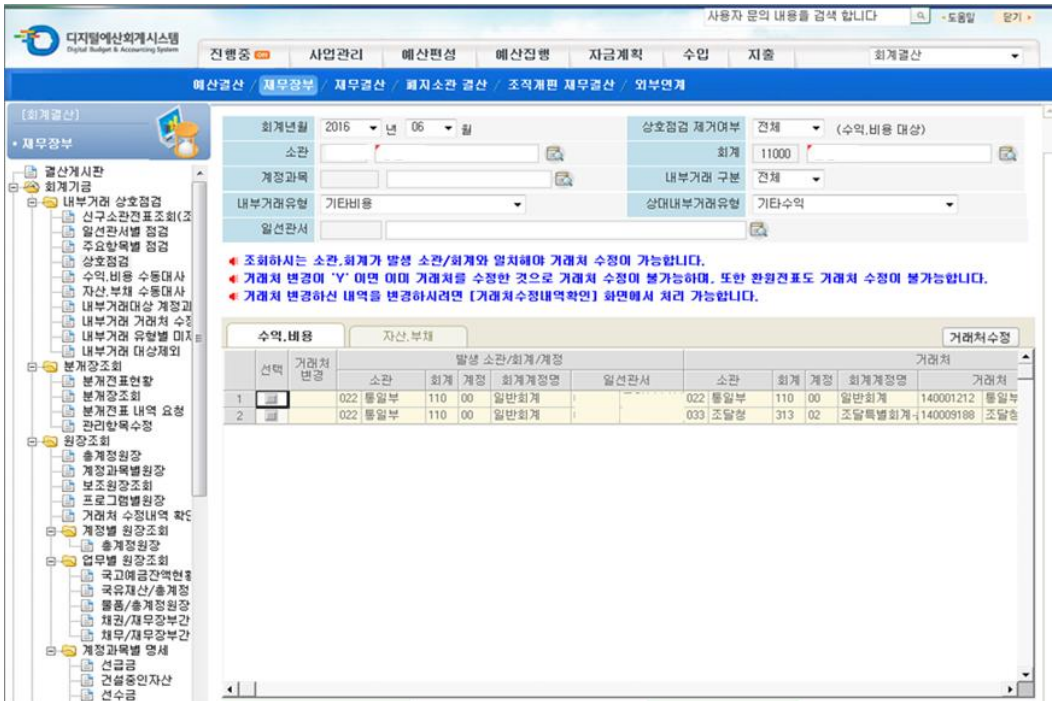 사용자 문의 내용을 검색 합니다 도움말 닫기
디지털예산회계시스템
Digital Budget & Accounting System
진행중 사업관리 예산편성 예산집행 자금계획 수입 지출 회계결산
예산결산 / 재무장부 / 재무결산 / 폐지소관 결산 / 조직개편 재무결산 / 외부연계
[회계결산]
• 재무장부
결산게시판
회계기금
내부거래 상호점검
신구소관전표조회(조
일선관서별 점검
주요항목별 점검
상호점검
수익.비용 수동대사
자산.부채 수동대사
내부거래대상 계정과
내부거래 거래처 수정
내부거래 유형별 미제
내부거래 대상제외
분개장조회
분개전표현황
분개장조회
분개전표 내역 요청
관리항목수정
원장조회
총계정원장
계정과목별원장
보조원장조회
프로그램별원장
거래처 수정내역 확인
계정별 원장조회
총계정원장
업무별 원장조회
국고예금잔액현황
국유재산/총계정
물품/총계정원장
채권/재무장부간
채무/재무장부간
계정과목별 명세
선급금
건설중인자산
선수금
회계년월 2016 년 06 월 상호점검 제거여부 전체 (수익.비용 대상)
소관 회계 11000
계정과목 내부거래 구분 전체
내부거래유형 기타비용 상대내부거래유형 기타수익
일선관서
조회하시는 소관.회계가 발생 소관/회계와 일치해야 거래처 수정이 가능합니다.
거래처 변경이 'Y' 이면 이미 거래처를 수정한 것으로 거래처 수정이 불가능하며, 또한 환원전표도 거래처 수정이 불가능합니다.
거래처 변경하신 내역을 변경하시려면 [거래처수정내역확인] 화면에서 처리 가능합니다.
수익.비용 자산.부채 거래처수정
선택 거래처 변경 발생 소관/회계/계정 거래처
소관 회계 계정 회계계정명 일선관서 소관 회계 계정 회계계정명 거래처
1 022 통일부 110 00 일반회계 022 통일부 110 00 일반회계 140001212 통일부
2 022 통일부 110 00 일반회계 033 조달청 313 02 조달특별회계- 140009188 조달청